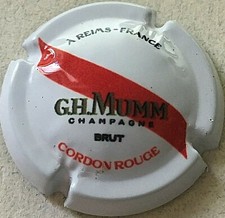 A REIMS - FRANCE
G.H.MUMM
CHAMPAGNE
BRUT
CORDON ROUGE